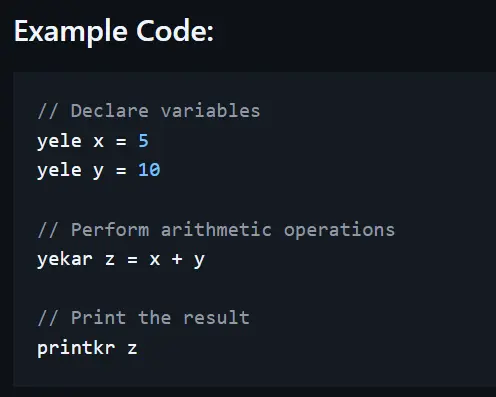 Example Code:
// Declare variables
yele x = 5
yele y = 10
// Perform arithmetic operations
yekar z = x + y
// Print the result
printkr z